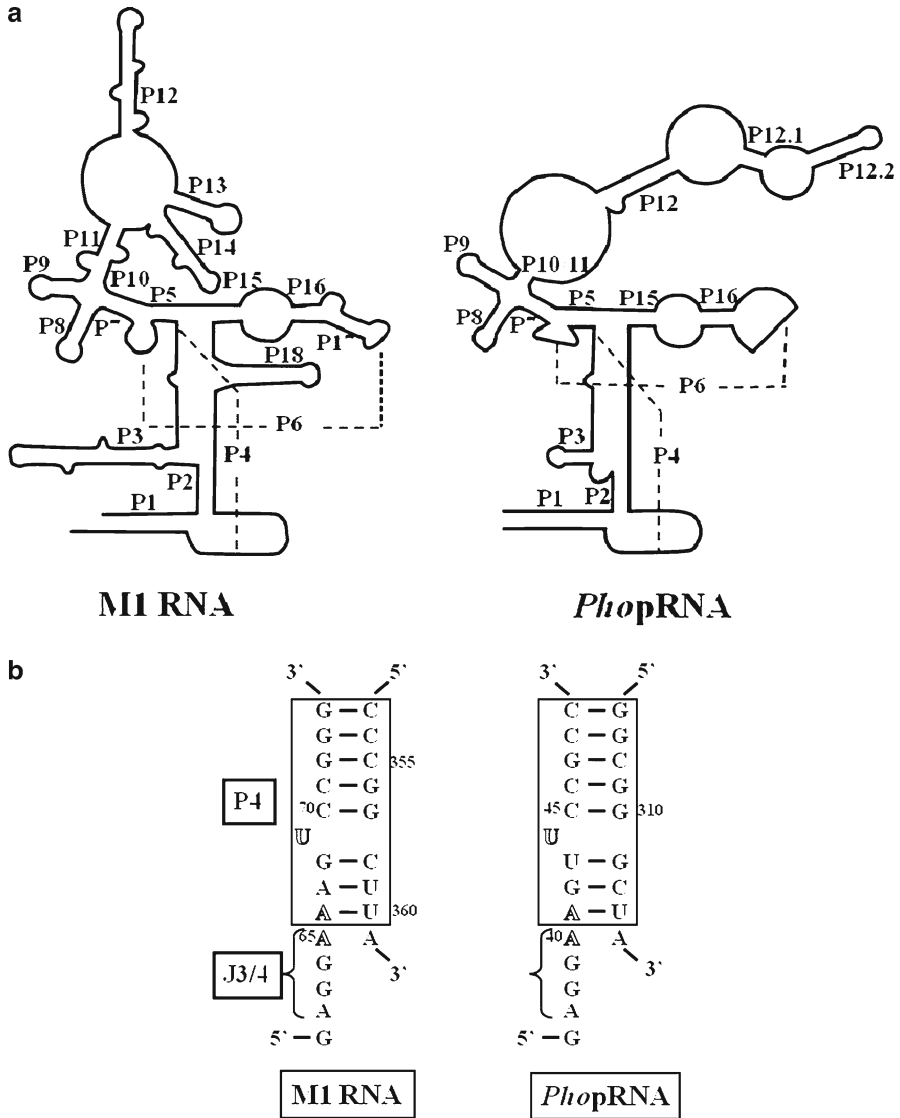 a
P12
P13
P14
P11
P10
P9
P8
P7
P5
P15
P16
P17
P18
P6
P4
P3
P2
P1
M1 RNA
P12.1
P12.2
P12
P9
P10 11
P8
P7
P5
P15
P16
P6
P4
P3
P2
P1
PhopRNA
b
3` 5`
G – C
G – C
G – C 355
C – G
70 C – G
U
G – C
A – U
A – U 360
65 A A
G 3`
G
A
5` – G
P4
J3/4
M1 RNA
3` 5`
C – G
C – G
G – C
C – G
45 C – G 310
U
U – G
G – C
A – U
40 A A
G 3`
G
A
5` – G
PhopRNA